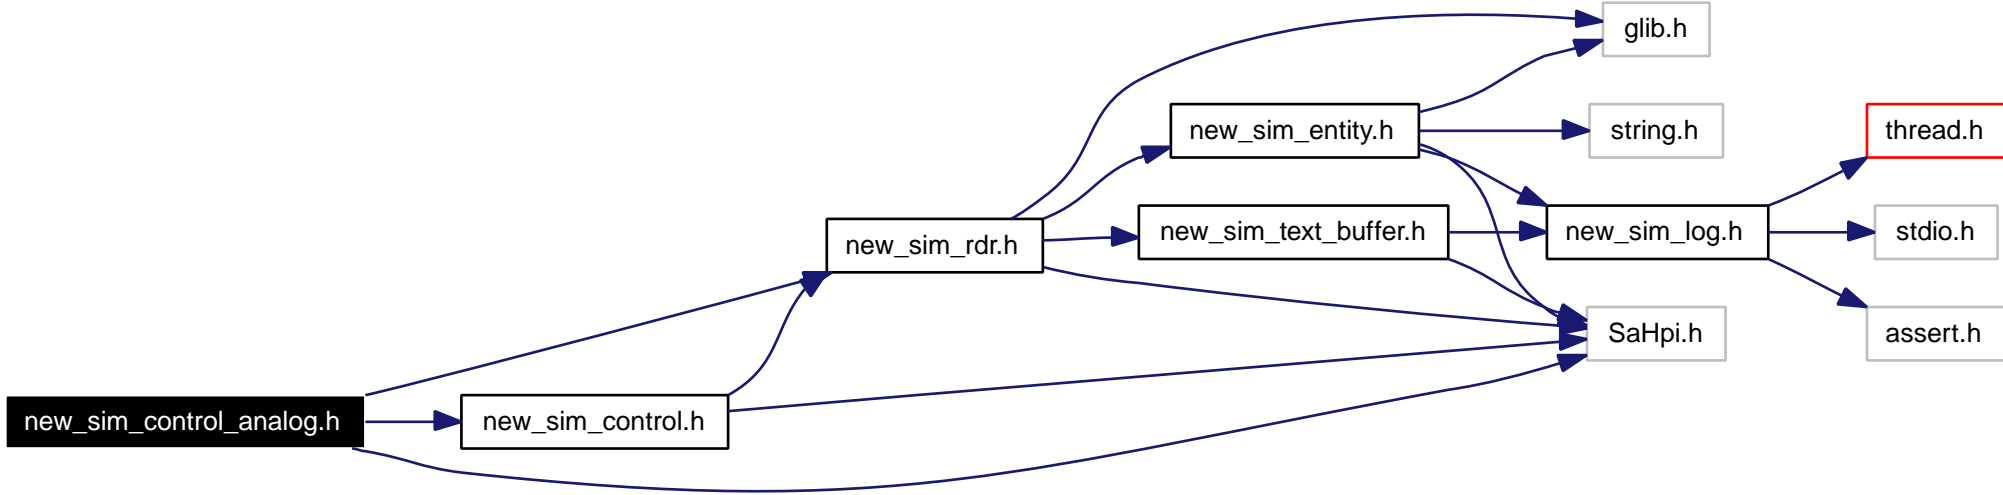 glib.h
new_sim_entity.h
string.h
thread.h
new_sim_rdr.h
new_sim_text_buffer.h
new_sim_log.h
stdio.h
SaHpi.h
assert.h
new_sim_control_analog.h
new_sim_control.h